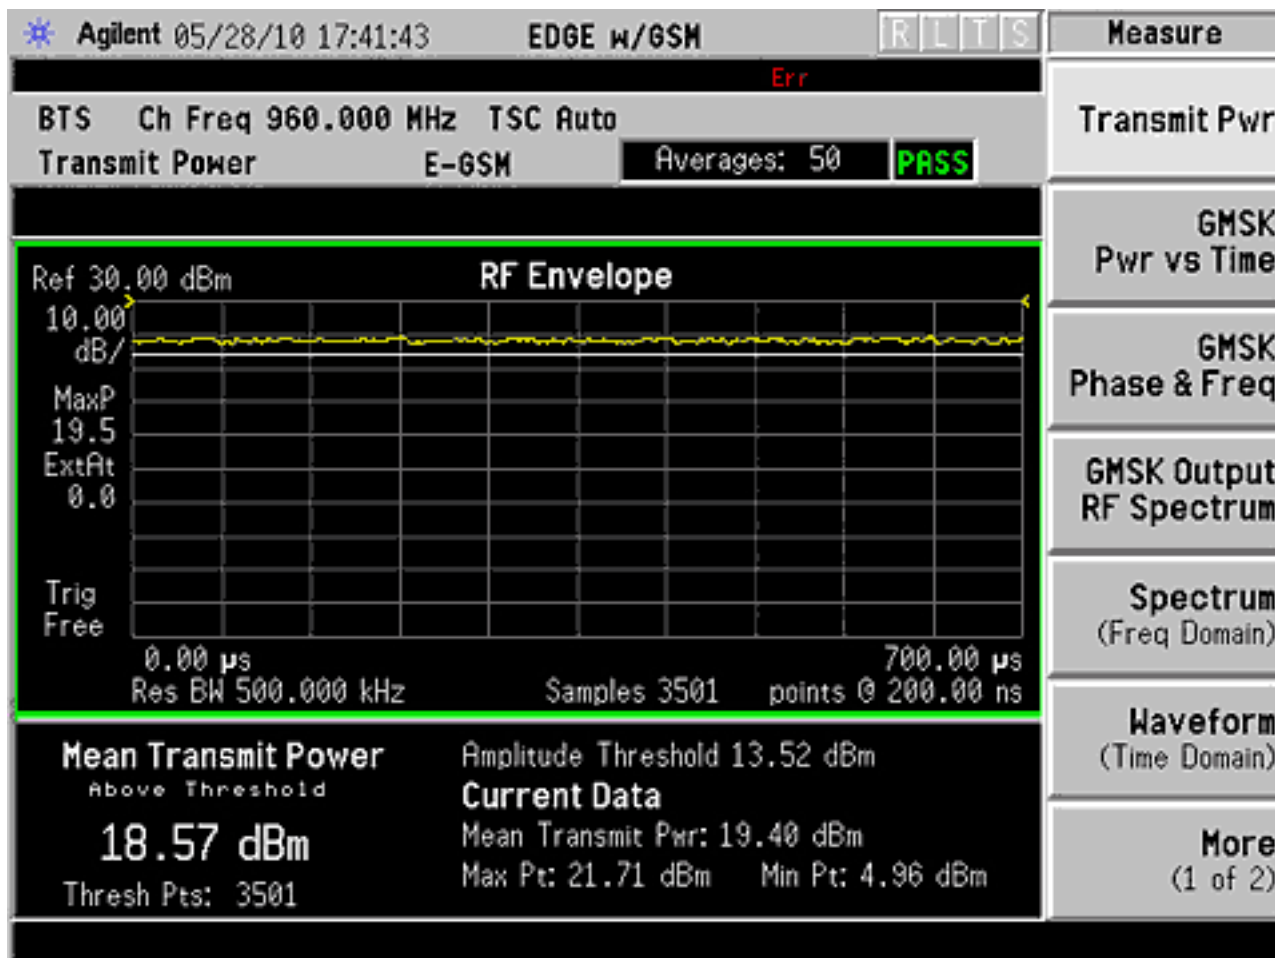 Agilent 05/28/10 17:41:43 EDGE w/GSM R L T S
Measure
Err
BTS Ch Freq 960.000 MHz TSC Auto
Transmit Power E-GSM Averages: 50 PASS
Transmit Pwr
GMSK
Pwr vs Time
GMSK
Phase & Freq
GMSK Output
RF Spectrum
Spectrum
(Freq Domain)
Waveform
(Time Domain)
More
(1 of 2)
Ref 30.00 dBm RF Envelope
10.00
dB/
MaxP
19.5
ExtAt
0.0
Trig
Free
0.00 µs 700.00 µs
Res BW 500.000 kHz Samples 3501 points @ 200.00 ns
Mean Transmit Power
Above Threshold
18.57 dBm
Thresh Pts: 3501
Amplitude Threshold 13.52 dBm
Current Data
Mean Transmit Pwr: 19.40 dBm
Max Pt: 21.71 dBm Min Pt: 4.96 dBm